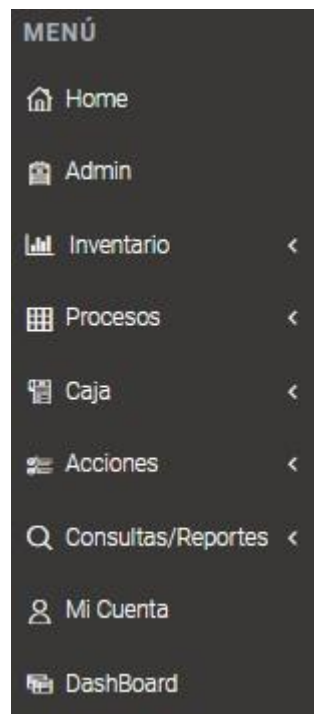 MENÚ
Home
Admin
Inventario
Procesos
Caja
Acciones
Consultas/Reportes
Mi Cuenta
DashBoard